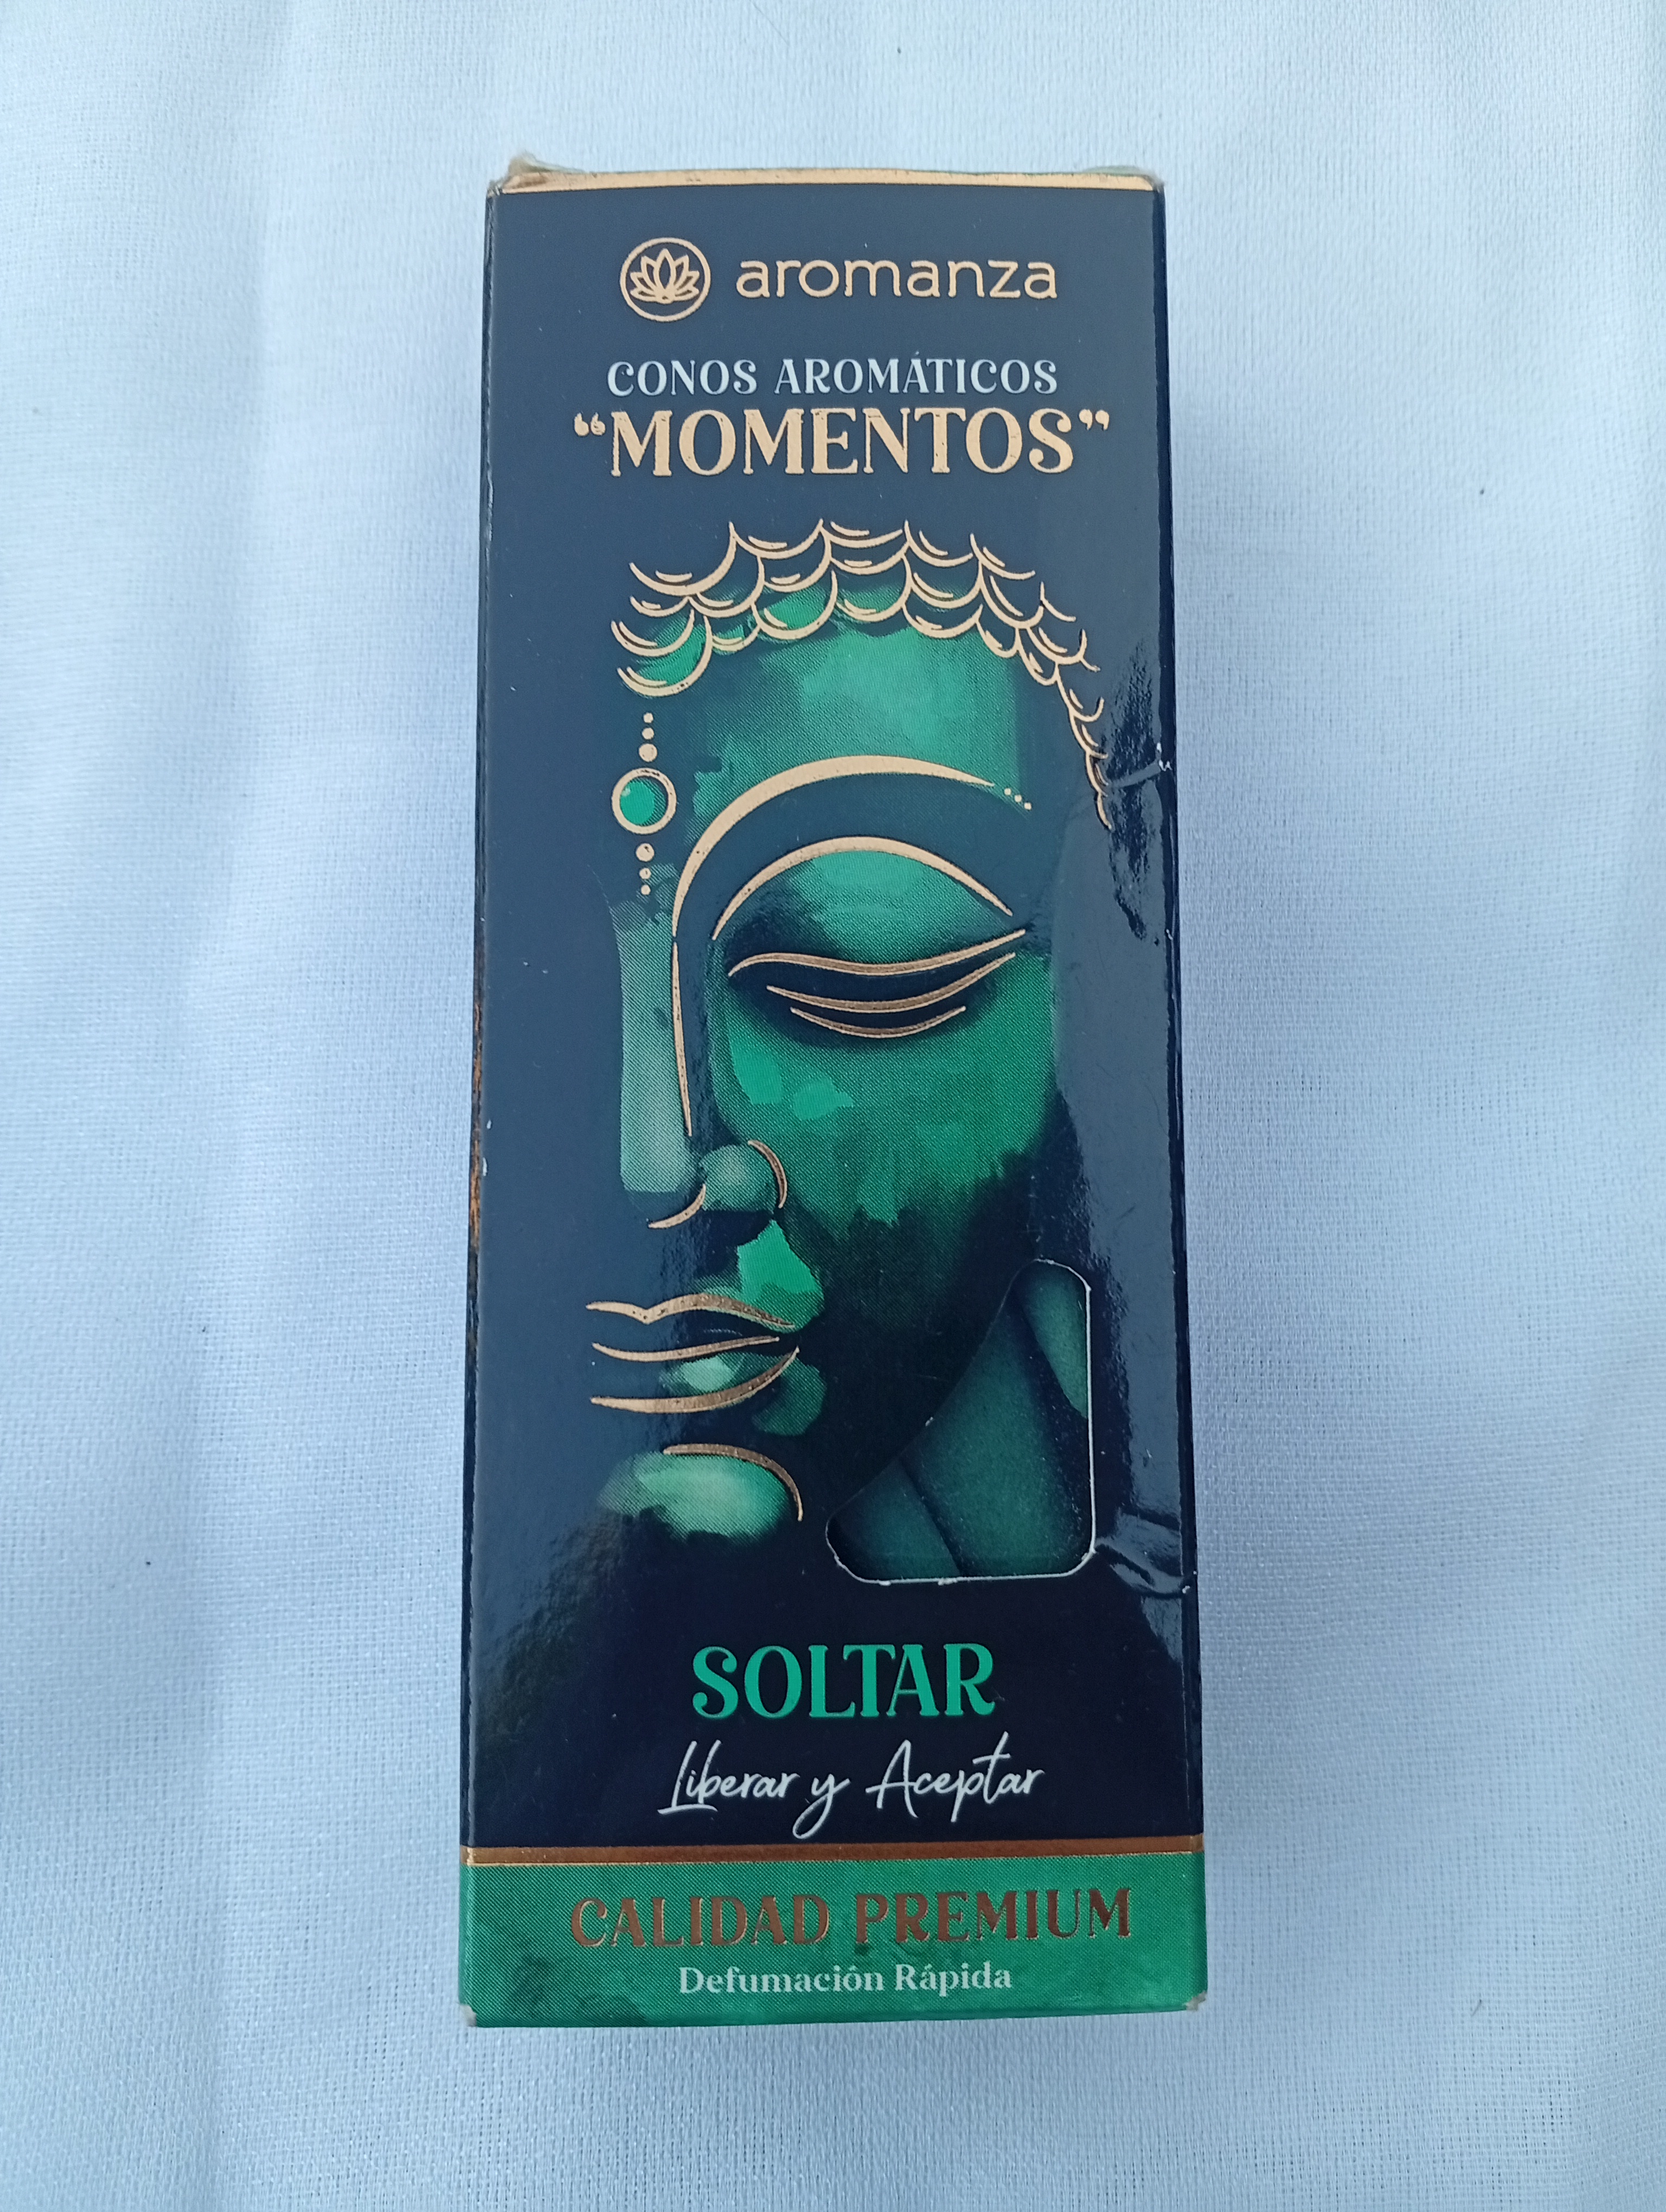 aromanza
CONOS AROMÁTICOS
“MOMENTOS”
SOLTAR
Liberar y Aceptar
CALIDAD PREMIUM
Defumación Rápida